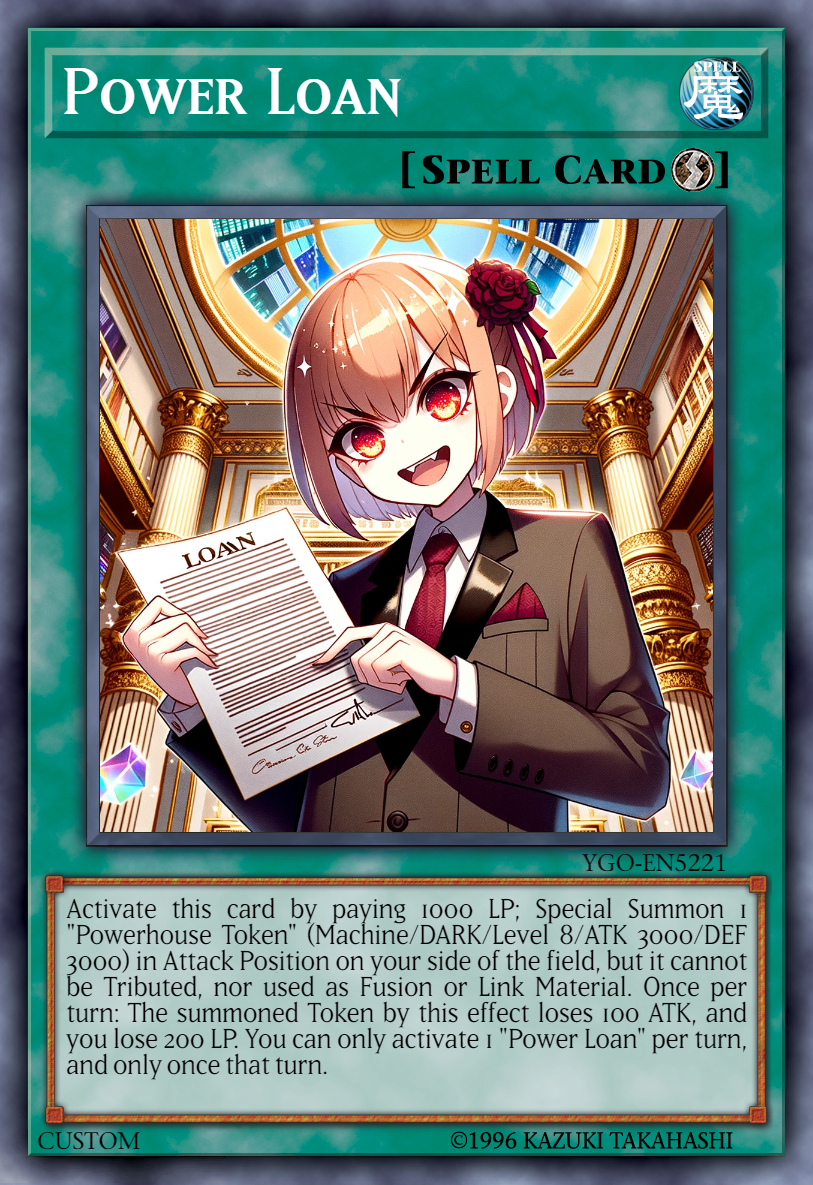 Power Loan
SPELL
魔
[Spell Card]
LOAN
YGO-EN5221
Activate this card by paying 1000 LP; Special Summon 1
"Powerhouse Token" (Machine/DARK/Level 8/ATK 3000/DEF
3000) in Attack Position on your side of the field, but it cannot
be Tributed, nor used as Fusion or Link Material. Once per
turn: The summoned Token by this effect loses 100 ATK, and
you lose 200 LP. You can only activate 1 "Power Loan" per turn,
and only once that turn.
CUSTOM
©1996 KAZUKI TAKAHASHI